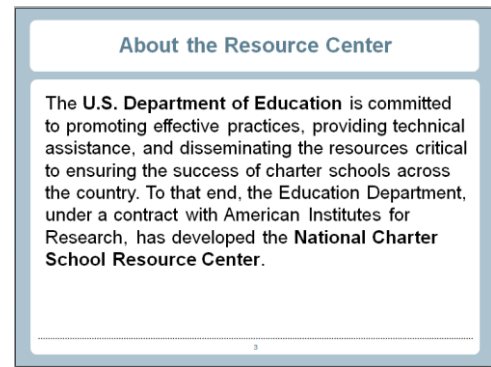 About the Resource Center
The U.S. Department of Education is committed
to promoting effective practices, providing technical
assistance, and disseminating the resources critical
to ensuring the success of charter schools across
the country. To that end, the Education Department,
under a contract with American Institutes for
Research, has developed the National Charter
School Resource Center.
3